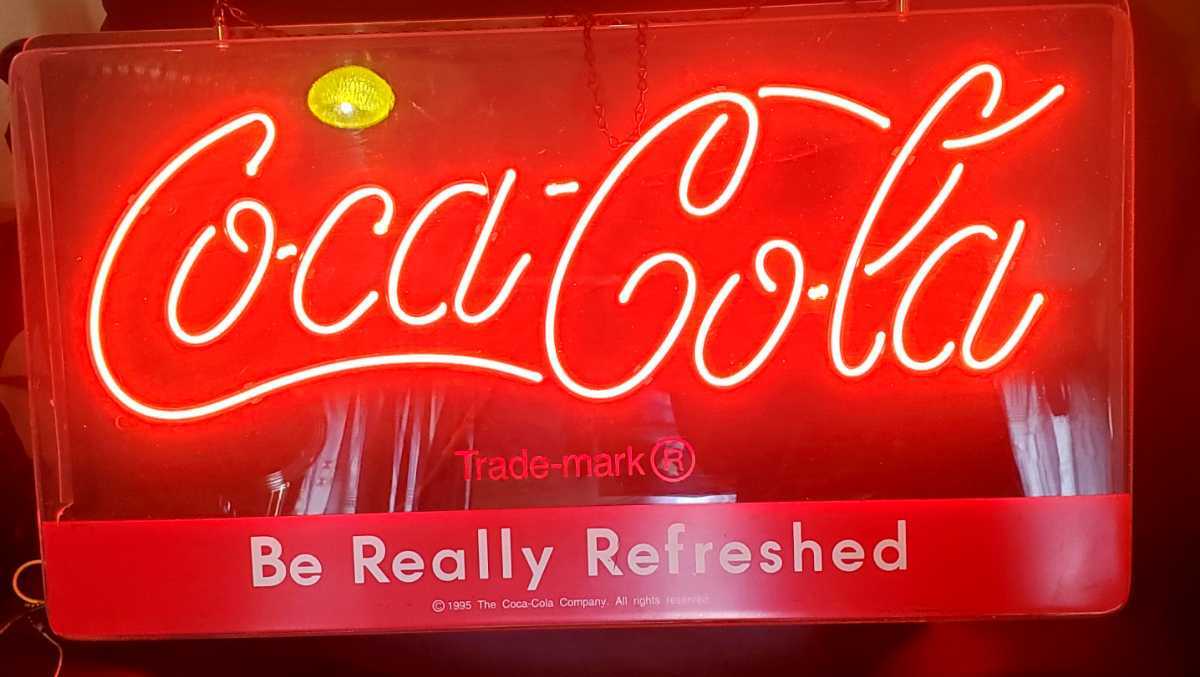 Coca-Cola
Trade-mark®
Be Really Refreshed
© 1995 The Coca-Cola Company. All rights reserved.